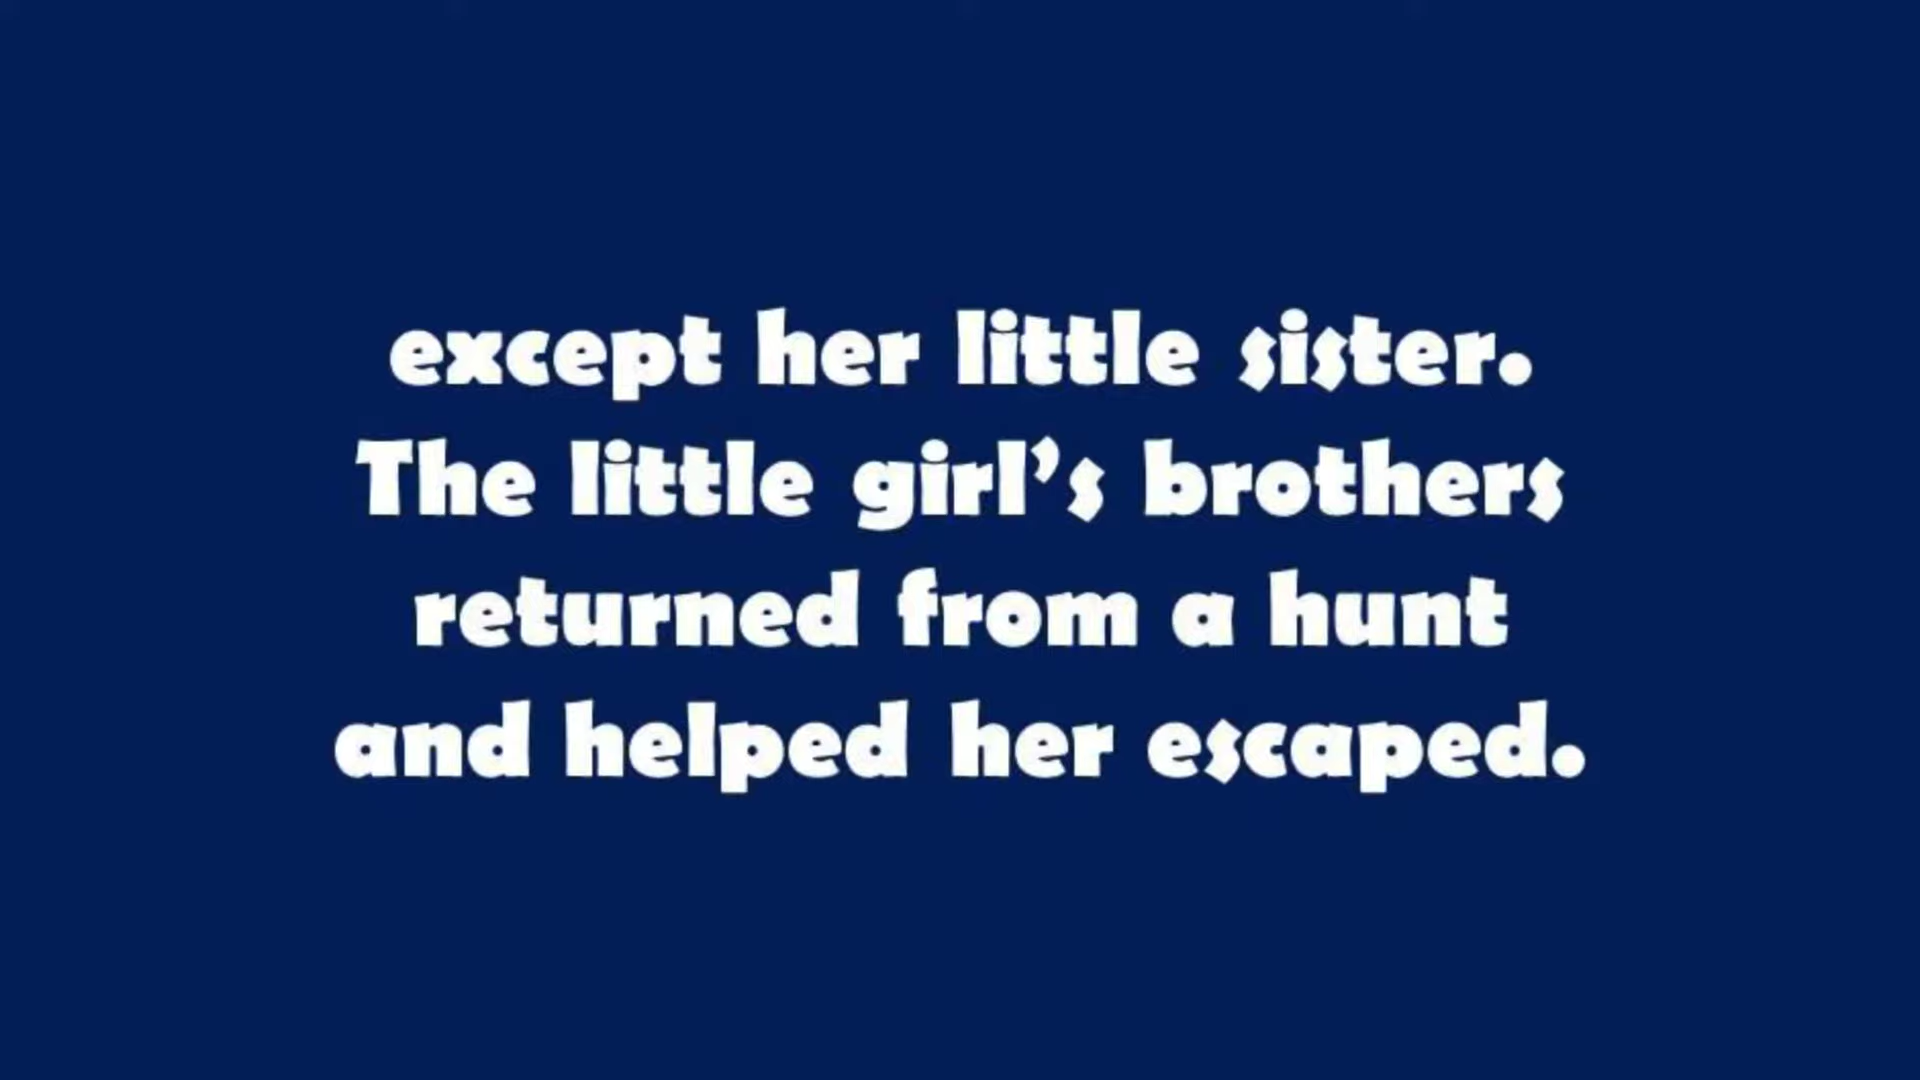 except her little sister.
The little girl’s brothers
returned from a hunt
and helped her escaped.